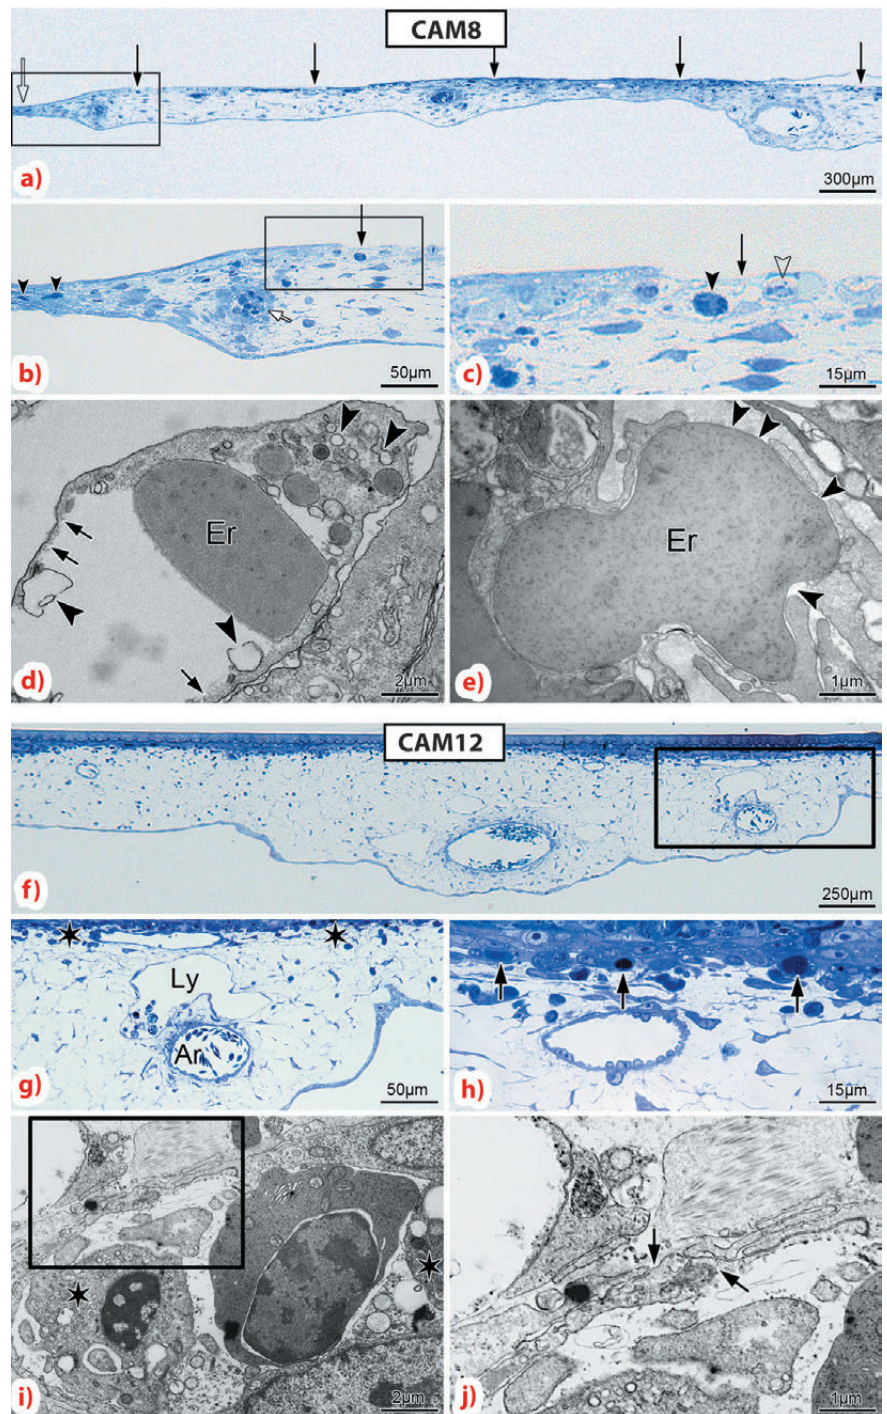 CAM8
a)
300µm
b)
50µm
c)
15µm
Er
d)
2µm
Er
e)
1µm
CAM12
f)
250µm
Ly
Ar
g)
50µm
h)
15µm
i)
2µm
j)
1µm